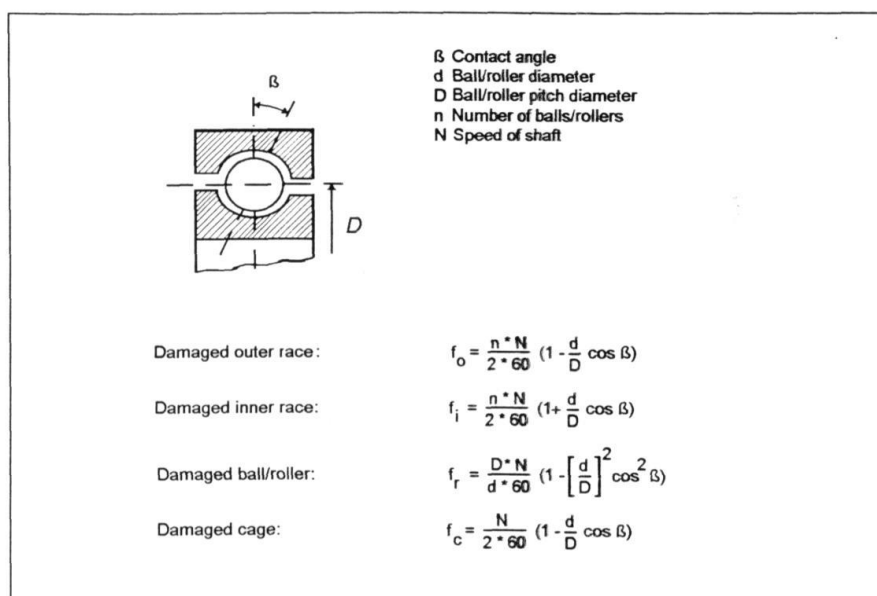 ß
ß Contact angle
d Ball/roller diameter
D Ball/roller pitch diameter
n Number of balls/rollers
N Speed of shaft
D
Damaged outer race: f_o = n * N / 2 * 60 (1 - d/D cos ß)
Damaged inner race: f_i = n * N / 2 * 60 (1+ d/D cos ß)
Damaged ball/roller: f_r = D* N / d * 60 (1 - [d/D]^2 cos^2 ß)
Damaged cage: f_c = N / 2 * 60 (1 - d/D cos ß)